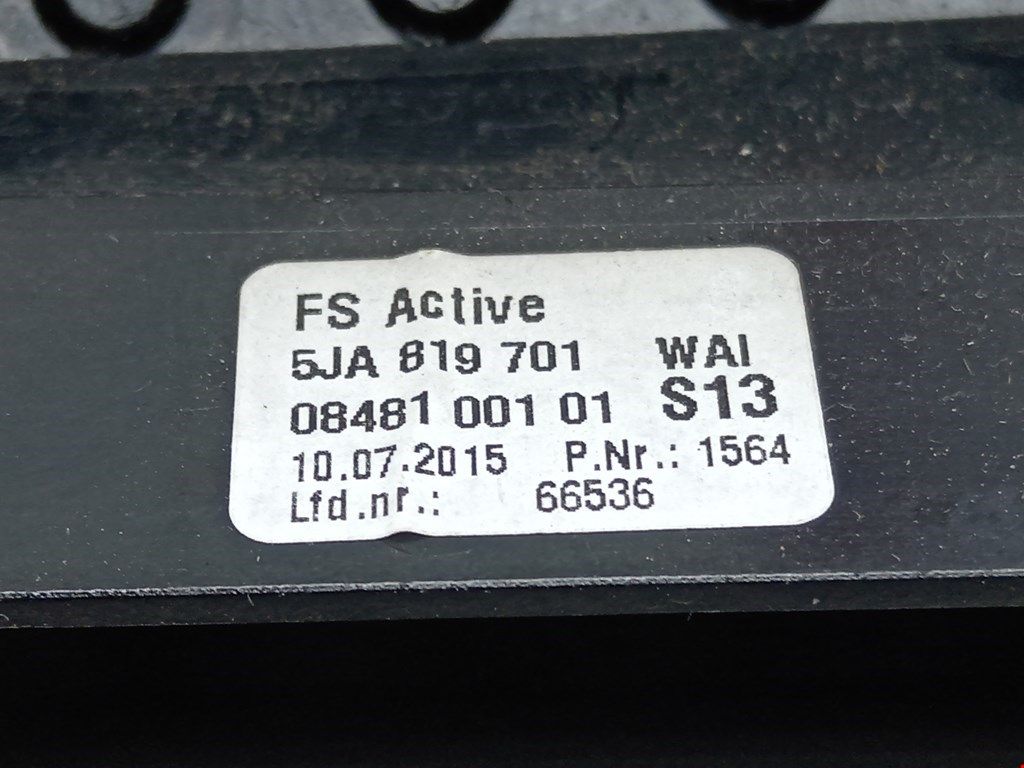 FS Active
5JA 819 701 WAI
08481 001 01 S13
10.07.2015 P.Nr.: 1564
Lfd.nr.: 66536